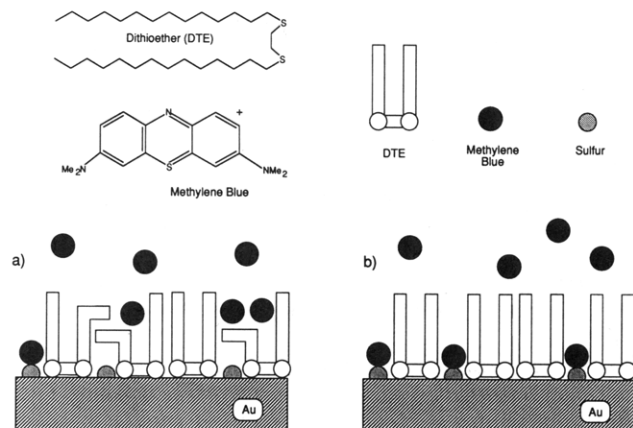 Dithioether (DTE)
S
S
N
+
Me2N
S
NMe2
Methylene Blue
DTE
Methylene
Blue
Sulfur
a)
Au
b)
Au